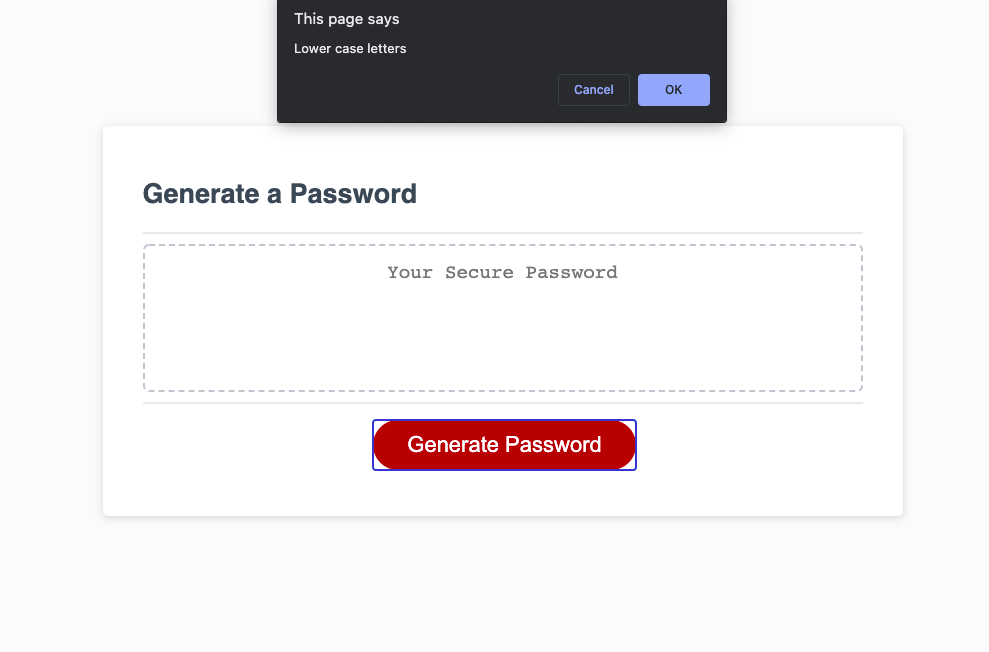 This page says
Lower case letters
Cancel OK
Generate a Password
Your Secure Password
Generate Password